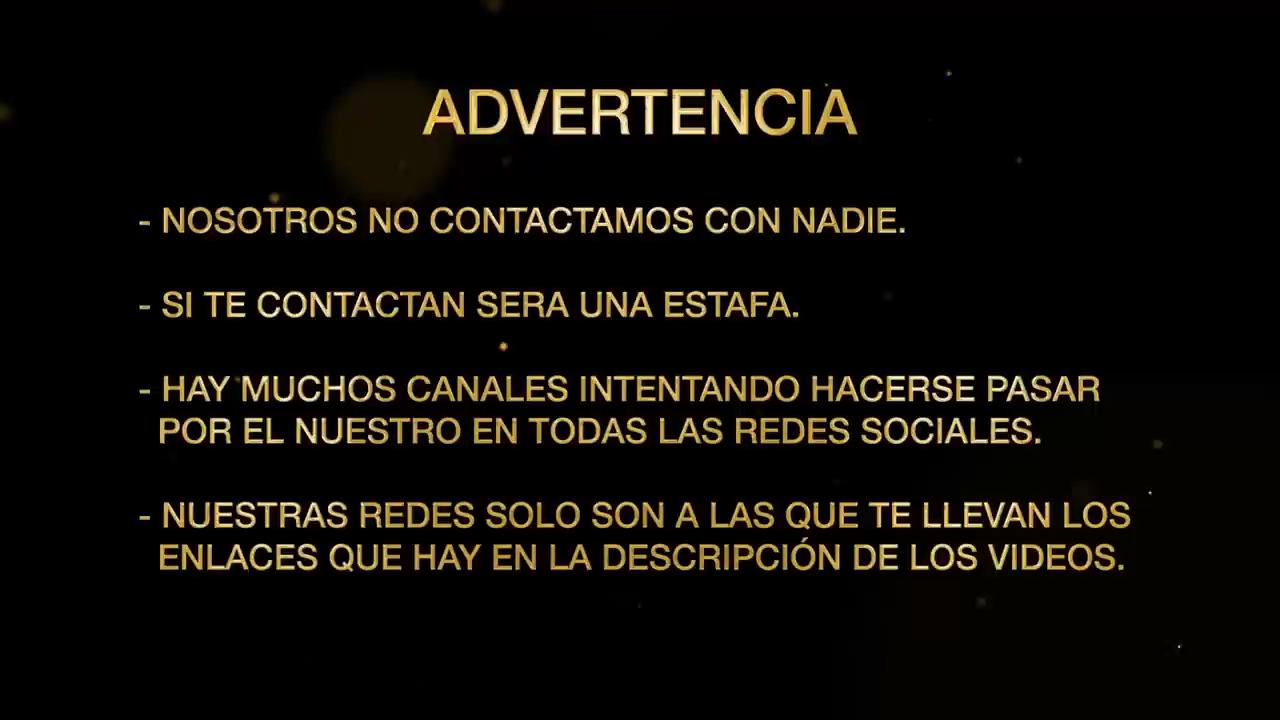 ADVERTENCIA
- NOSOTROS NO CONTACTAMOS CON NADIE.
- SI TE CONTACTAN SERA UNA ESTAFA.
- HAY MUCHOS CANALES INTENTANDO HACERSE PASAR
POR EL NUESTRO EN TODAS LAS REDES SOCIALES.
- NUESTRAS REDES SOLO SON A LAS QUE TE LLEVAN LOS
ENLACES QUE HAY EN LA DESCRIPCIÓN DE LOS VIDEOS.